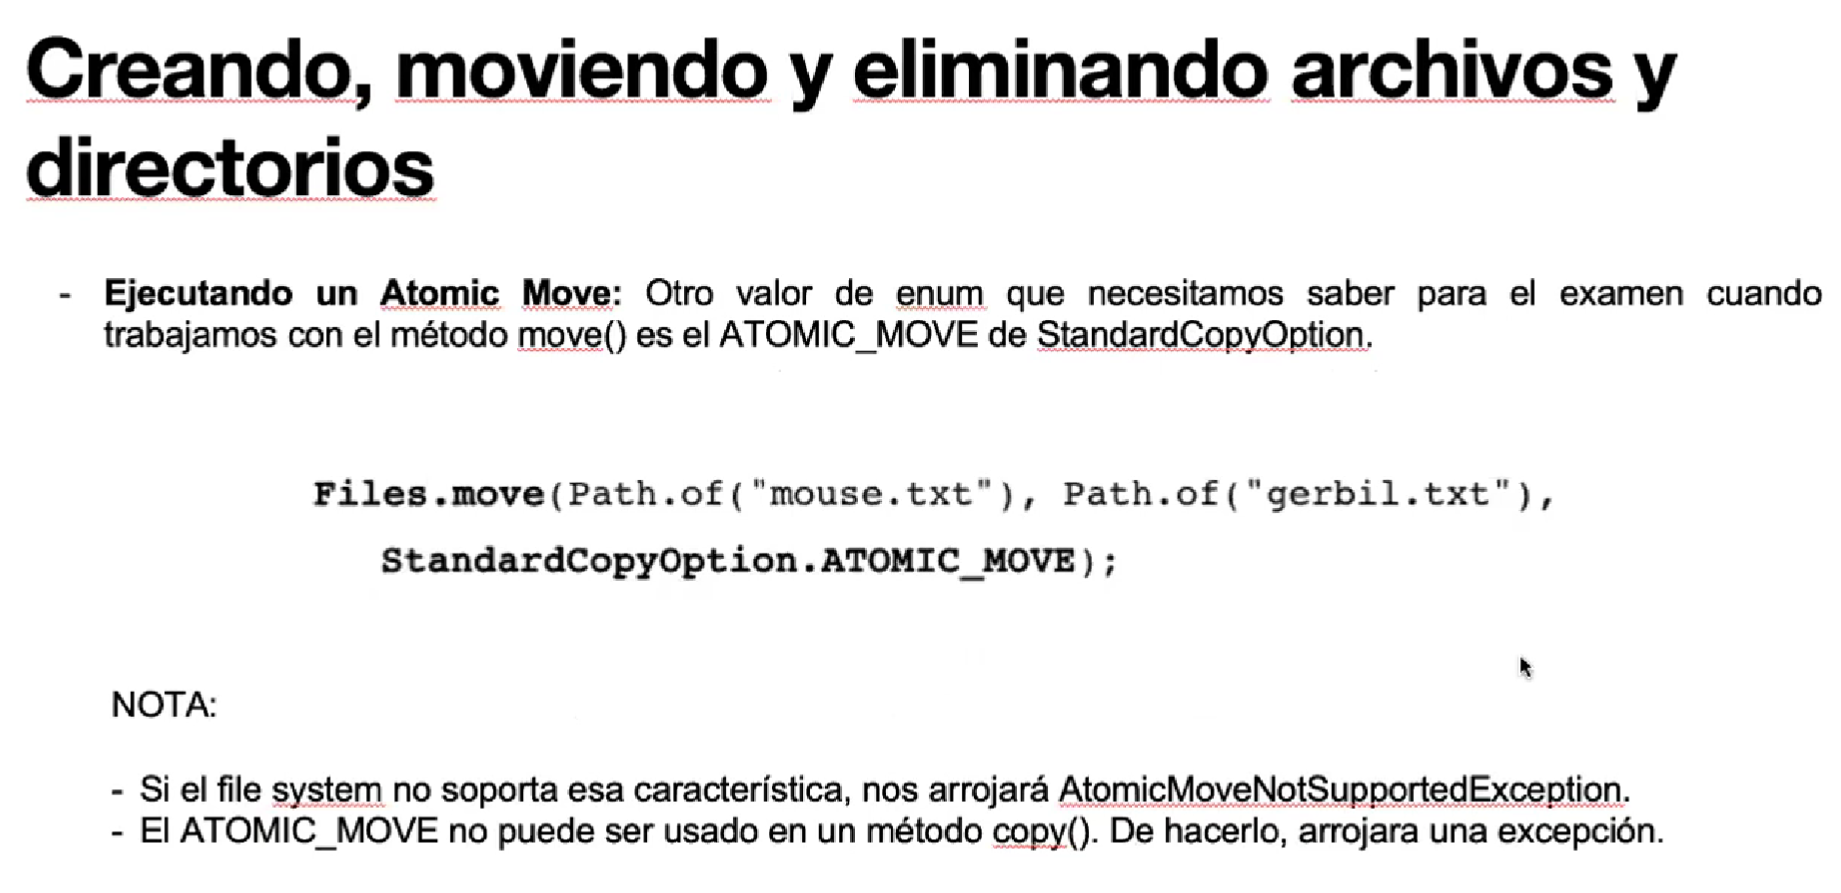 Creando, moviendo y eliminando archivos y
directorios
- Ejecutando un Atomic Move: Otro valor de enum que necesitamos saber para el examen cuando
trabajamos con el método move() es el ATOMIC_MOVE de StandardCopyOption.
Files.move(Path.of("mouse.txt"), Path.of("gerbil.txt"),
StandardCopyOption.ATOMIC_MOVE);
NOTA:
- Si el file system no soporta esa característica, nos arrojará AtomicMoveNotSupportedException.
- El ATOMIC_MOVE no puede ser usado en un método copy(). De hacerlo, arrojara una excepción.